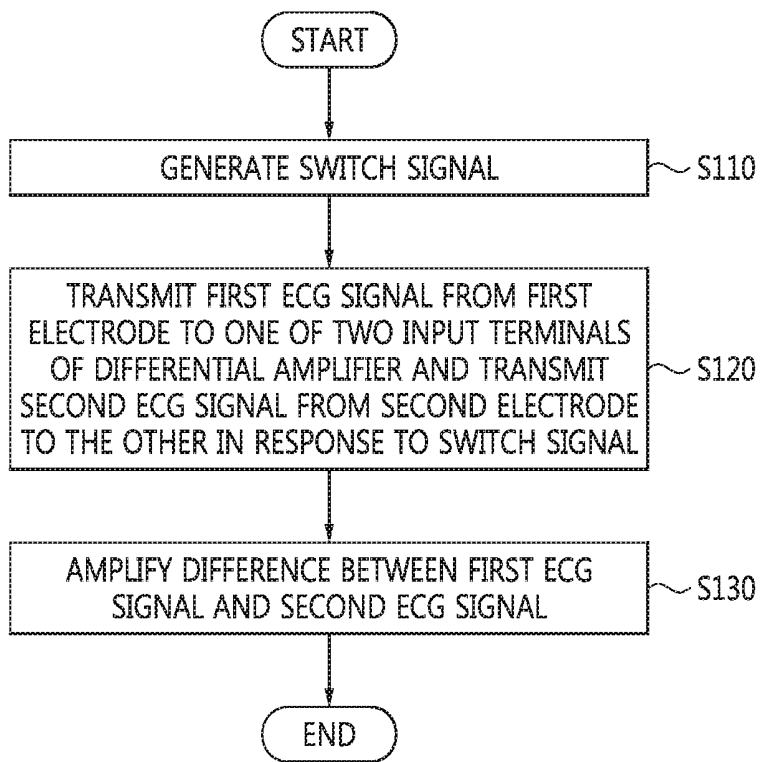 START
GENERATE SWITCH SIGNAL
S110
TRANSMIT FIRST ECG SIGNAL FROM FIRST
ELECTRODE TO ONE OF TWO INPUT TERMINALS
OF DIFFERENTIAL AMPLIFIER AND TRANSMIT
SECOND ECG SIGNAL FROM SECOND ELECTRODE
TO THE OTHER IN RESPONSE TO SWITCH SIGNAL
S120
AMPLIFY DIFFERENCE BETWEEN FIRST ECG
SIGNAL AND SECOND ECG SIGNAL
S130
END